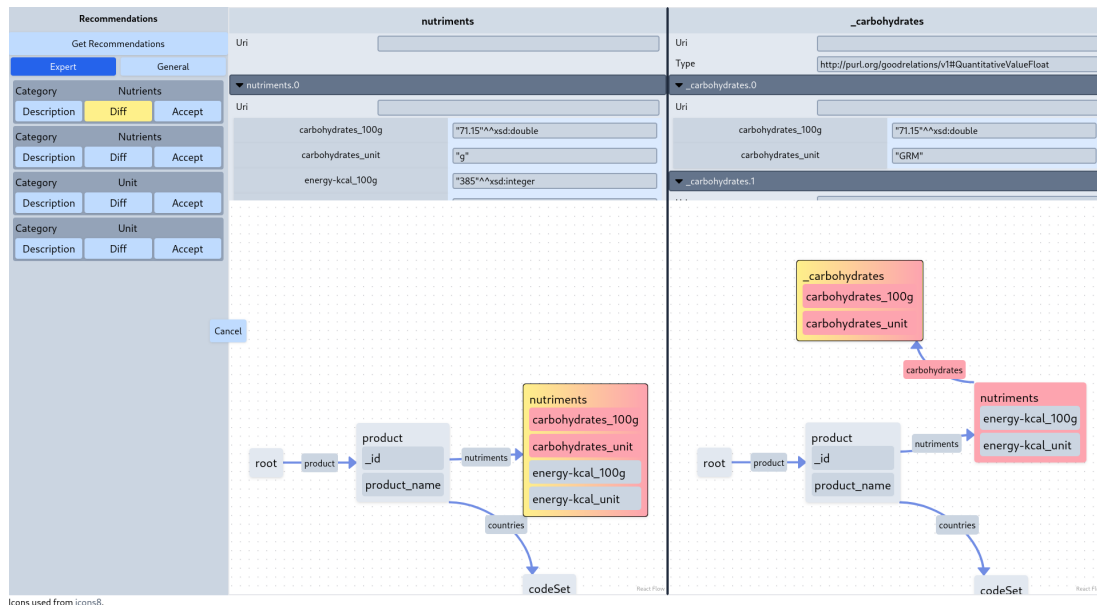 Recommendations
Get Recommendations
Expert General
Category Nutrients
Description Diff Accept
Category Nutrients
Description Diff Accept
Category Unit
Description Diff Accept
Category Unit
Description Diff Accept
Cancel
nutriments
Uri
nutriments.0
Uri
carbohydrates_100g "71.15"^^xsd:double
carbohydrates_unit "g"
energy-kcal_100g "385"^^xsd:integer
nutriments
carbohydrates_100g
carbohydrates_unit
energy-kcal_100g
energy-kcal_unit
product
_id
product_name
root
product
nutriments
countries
codeSet
React Flow
_carbohydrates
Uri
Type http://purl.org/goodrelations/v1#QuantitativeValueFloat
_carbohydrates.0
Uri
carbohydrates_100g "71.15"^^xsd:double
carbohydrates_unit "GRM"
_carbohydrates.1
_carbohydrates
carbohydrates_100g
carbohydrates_unit
carbohydrates
nutriments
energy-kcal_100g
energy-kcal_unit
product
_id
product_name
root
product
nutriments
countries
codeSet
Icons used from icons8.